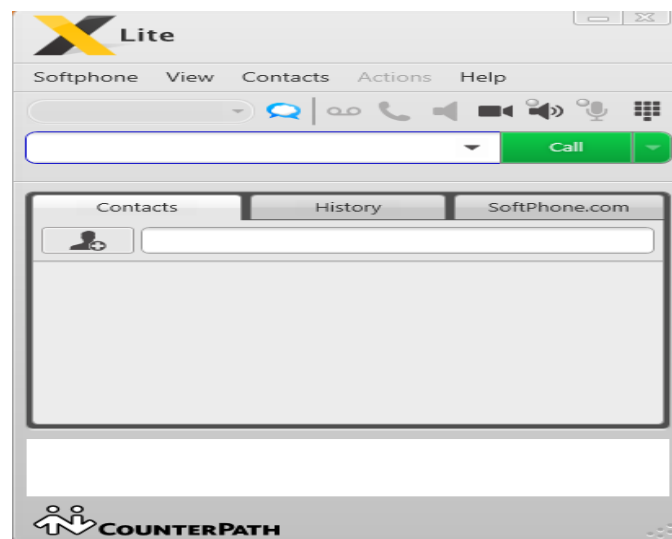 X Lite
Softphone View Contacts Actions Help
Call
Contacts History SoftPhone.com
COUNTERPATH